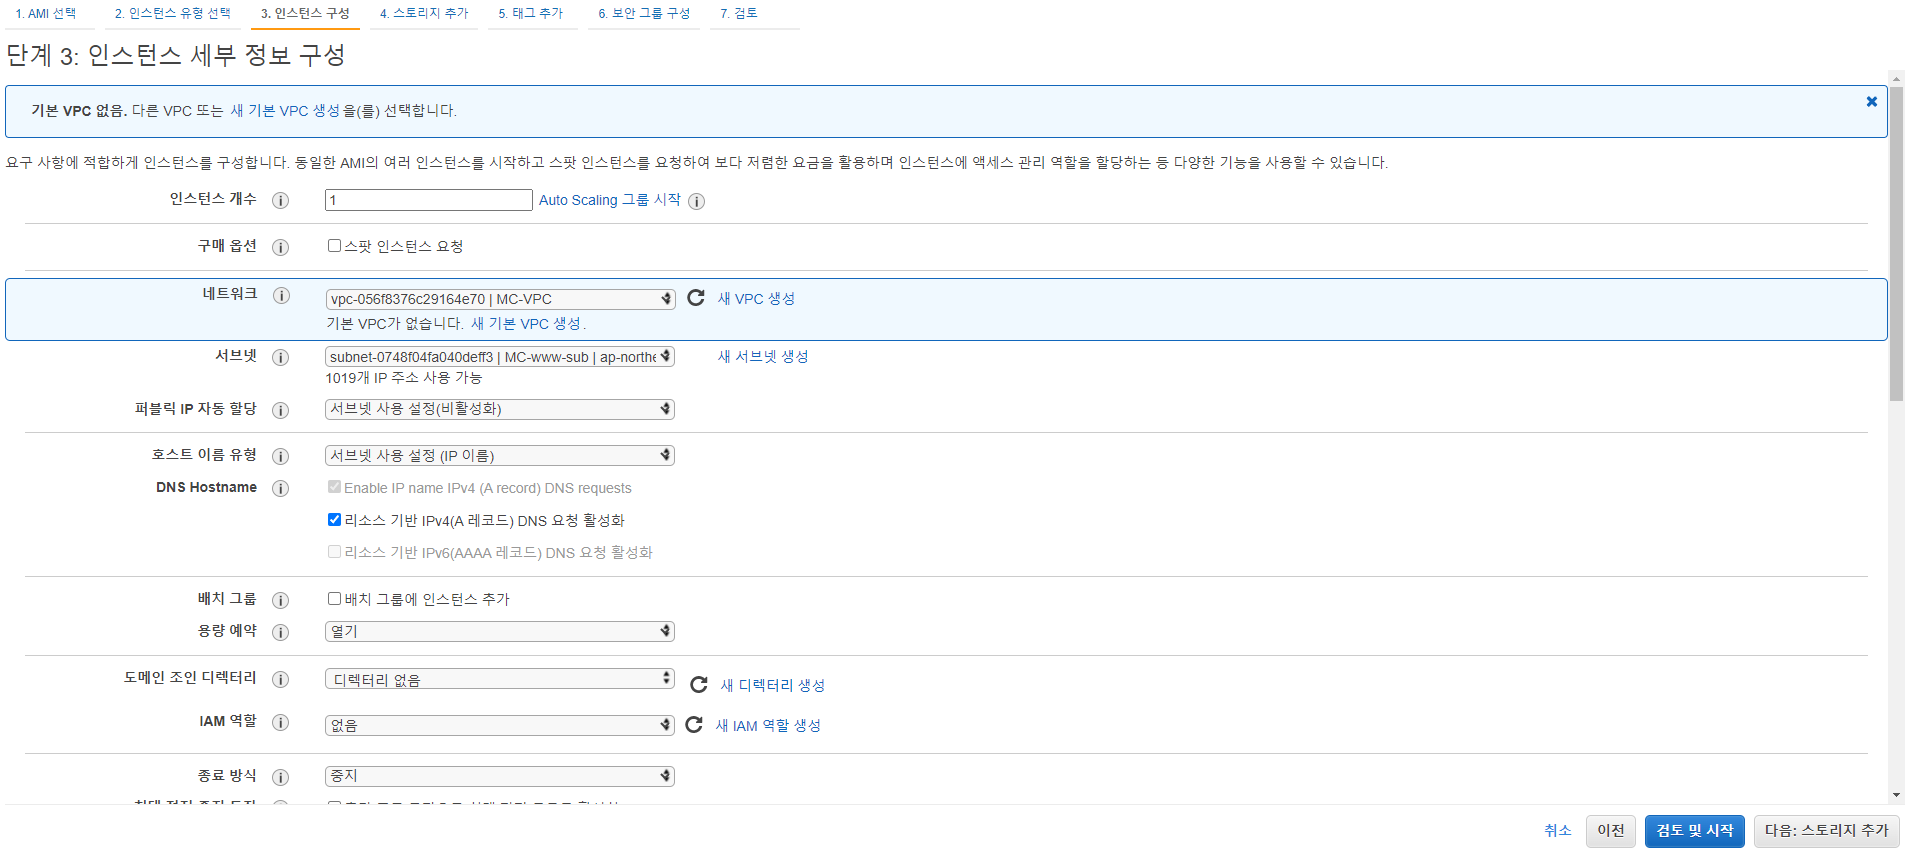 1. AMI 선택 2. 인스턴스 유형 선택 3. 인스턴스 구성 4. 스토리지 추가 5. 태그 추가 6. 보안 그룹 구성 7. 검토
단계 3: 인스턴스 세부 정보 구성
기본 VPC 없음. 다른 VPC 또는 새 기본 VPC 생성을(를) 선택합니다.
요구 사항에 적합하게 인스턴스를 구성합니다. 동일한 AMI의 여러 인스턴스를 시작하고 스팟 인스턴스를 요청하여 보다 저렴한 요금을 활용하며 인스턴스에 액세스 관리 역할을 할당하는 등 다양한 기능을 사용할 수 있습니다.
인스턴스 개수 1 Auto Scaling 그룹 시작
구매 옵션 스팟 인스턴스 요청
네트워크 vpc-056f8376c29164e70 | MC-VPC 새 VPC 생성
기본 VPC가 없습니다. 새 기본 VPC 생성.
서브넷 subnet-0748f04fa040deff3 | MC-www-sub | ap-northe 새 서브넷 생성
1019개 IP 주소 사용 가능
퍼블릭 IP 자동 할당 서브넷 사용 설정(비활성화)
호스트 이름 유형 서브넷 사용 설정 (IP 이름)
DNS Hostname Enable IP name IPv4 (A record) DNS requests
리소스 기반 IPv4(A 레코드) DNS 요청 활성화
리소스 기반 IPv6(AAAA 레코드) DNS 요청 활성화
배치 그룹 배치 그룹에 인스턴스 추가
용량 예약 열기
도메인 조인 디렉터리 디렉터리 없음 새 디렉터리 생성
IAM 역할 없음 새 IAM 역할 생성
종료 방식 중지
취소 이전 검토 및 시작 다음: 스토리지 추가